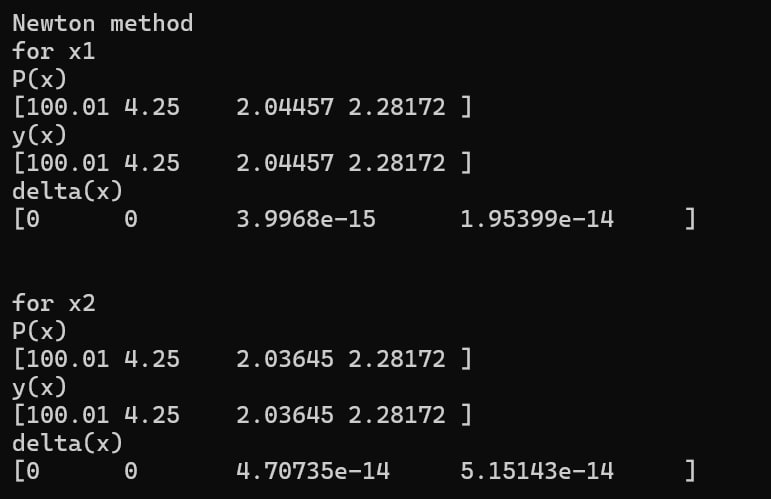 Newton method
for x1
P(x)
[100.01 4.25    2.04457 2.28172 ]
y(x)
[100.01 4.25    2.04457 2.28172 ]
delta(x)
[0      0       3.9968e-15      1.95399e-14     ]
for x2
P(x)
[100.01 4.25    2.03645 2.28172 ]
y(x)
[100.01 4.25    2.03645 2.28172 ]
delta(x)
[0      0       4.70735e-14     5.15143e-14     ]